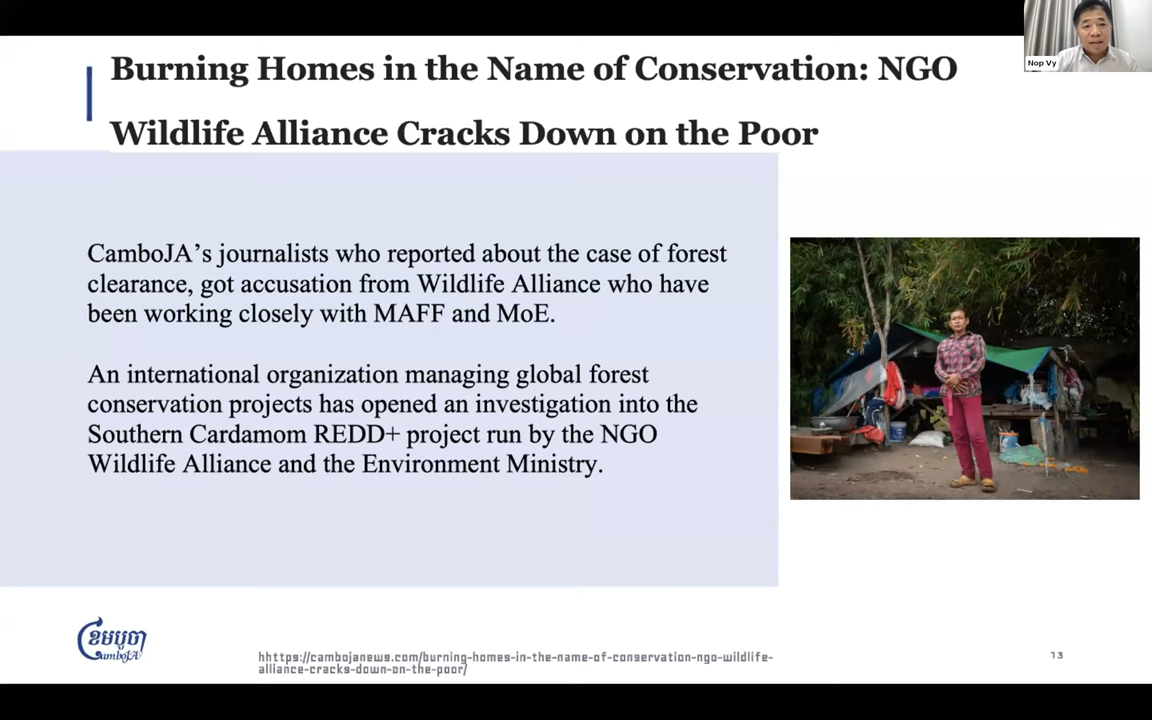 Nop Vy
Burning Homes in the Name of Conservation: NGO
Wildlife Alliance Cracks Down on the Poor
CamboJA’s journalists who reported about the case of forest
clearance, got accusation from Wildlife Alliance who have
been working closely with MAFF and MoE.
An international organization managing global forest
conservation projects has opened an investigation into the
Southern Cardamom REDD+ project run by the NGO
Wildlife Alliance and the Environment Ministry.
ខេមបូចា
CamboJA
hhttps://cambojanews.com/burning-homes-in-the-name-of-conservation-ngo-wildlife-
alliance-cracks-down-on-the-poor/
13